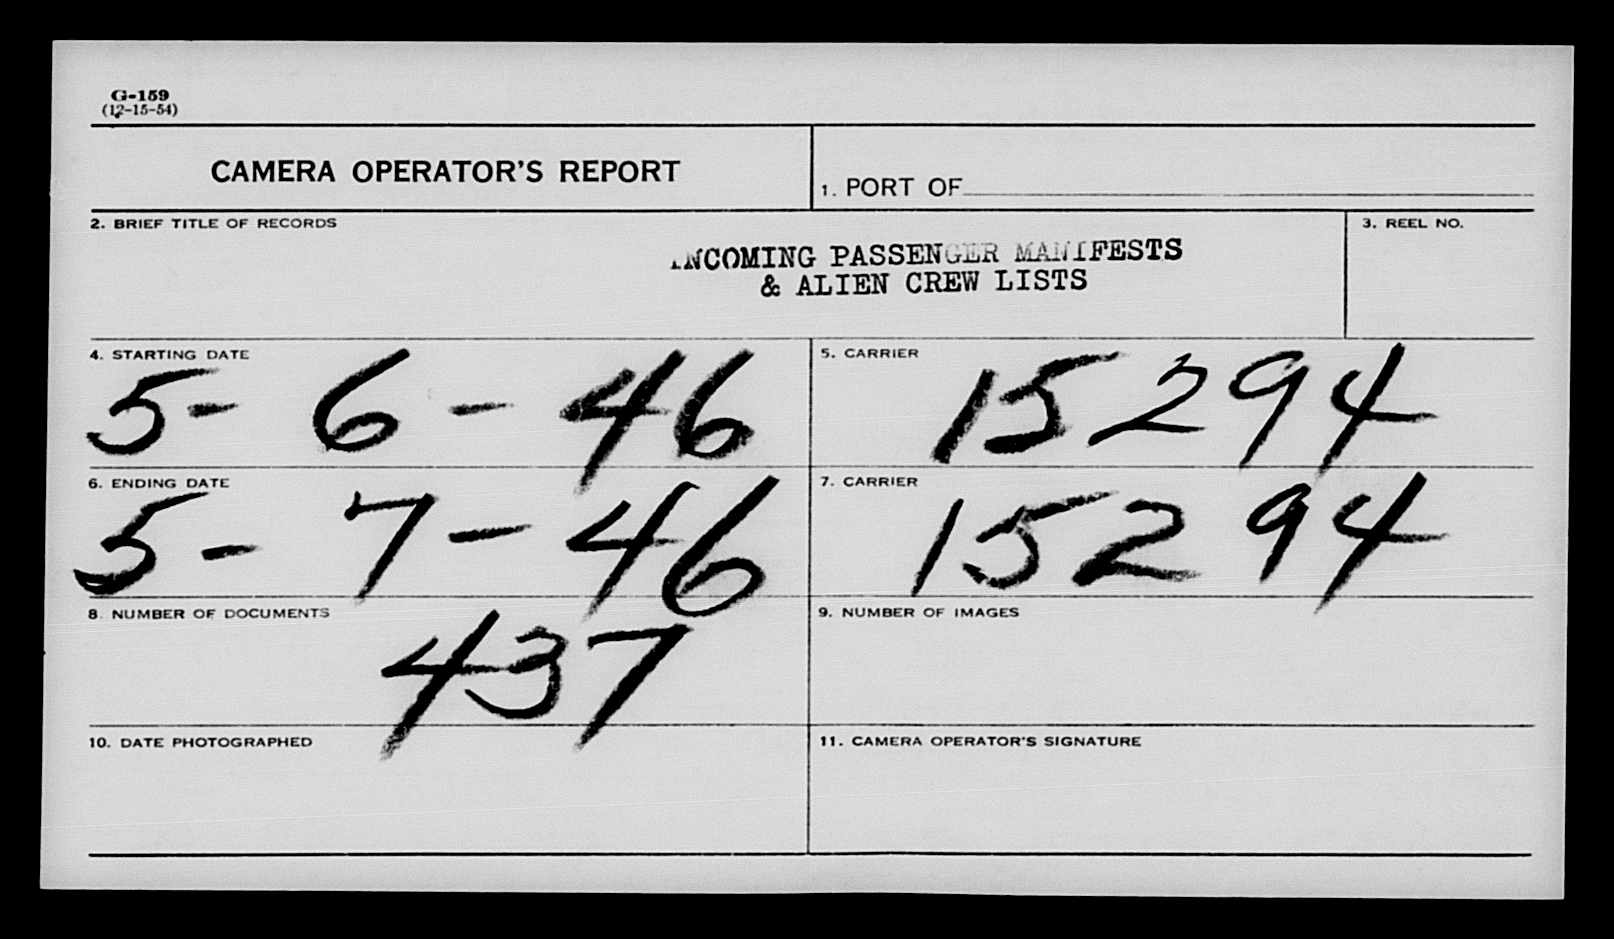 G-159
(12-15-54)
CAMERA OPERATOR'S REPORT
1. PORT OF
2. BRIEF TITLE OF RECORDS
3. REEL NO.
INCOMING PASSENGER MANIFESTS
& ALIEN CREW LISTS
4. STARTING DATE
5- 6-46
5. CARRIER
15294
6. ENDING DATE
5- 7-46
7. CARRIER
15294
8. NUMBER OF DOCUMENTS
437
9. NUMBER OF IMAGES
10. DATE PHOTOGRAPHED
11. CAMERA OPERATOR'S SIGNATURE